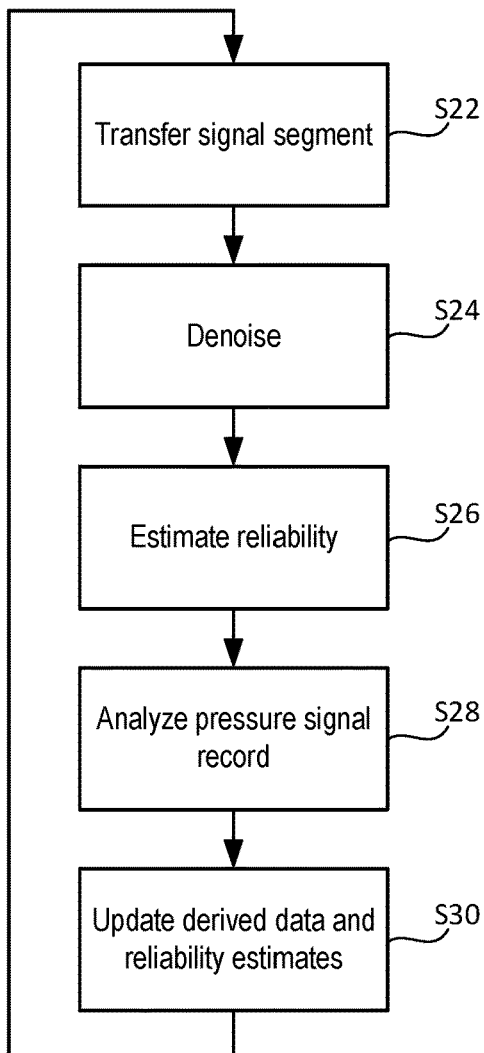 S22
Transfer signal segment
S24
Denoise
S26
Estimate reliability
S28
Analyze pressure signal
record
S30
Update derived data and
reliability estimates